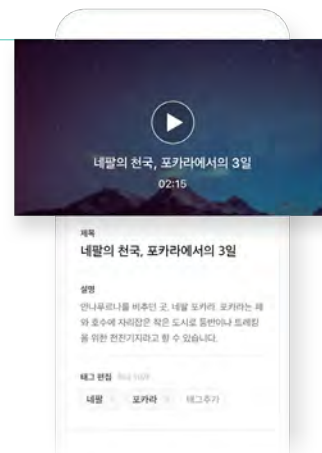 네팔의 천국, 포카라에서의 3일
02:15
제목
네팔의 천국, 포카라에서의 3일
설명
안나푸르나를 비추던 곳, 네팔 포카라. 포카라는 페
와 호수에 자리잡은 작은 도시로 등반이나 트레킹
을 위한 전진기지라고 할 수 있습니다.
태그 편집
네팔
포카라
태그추가